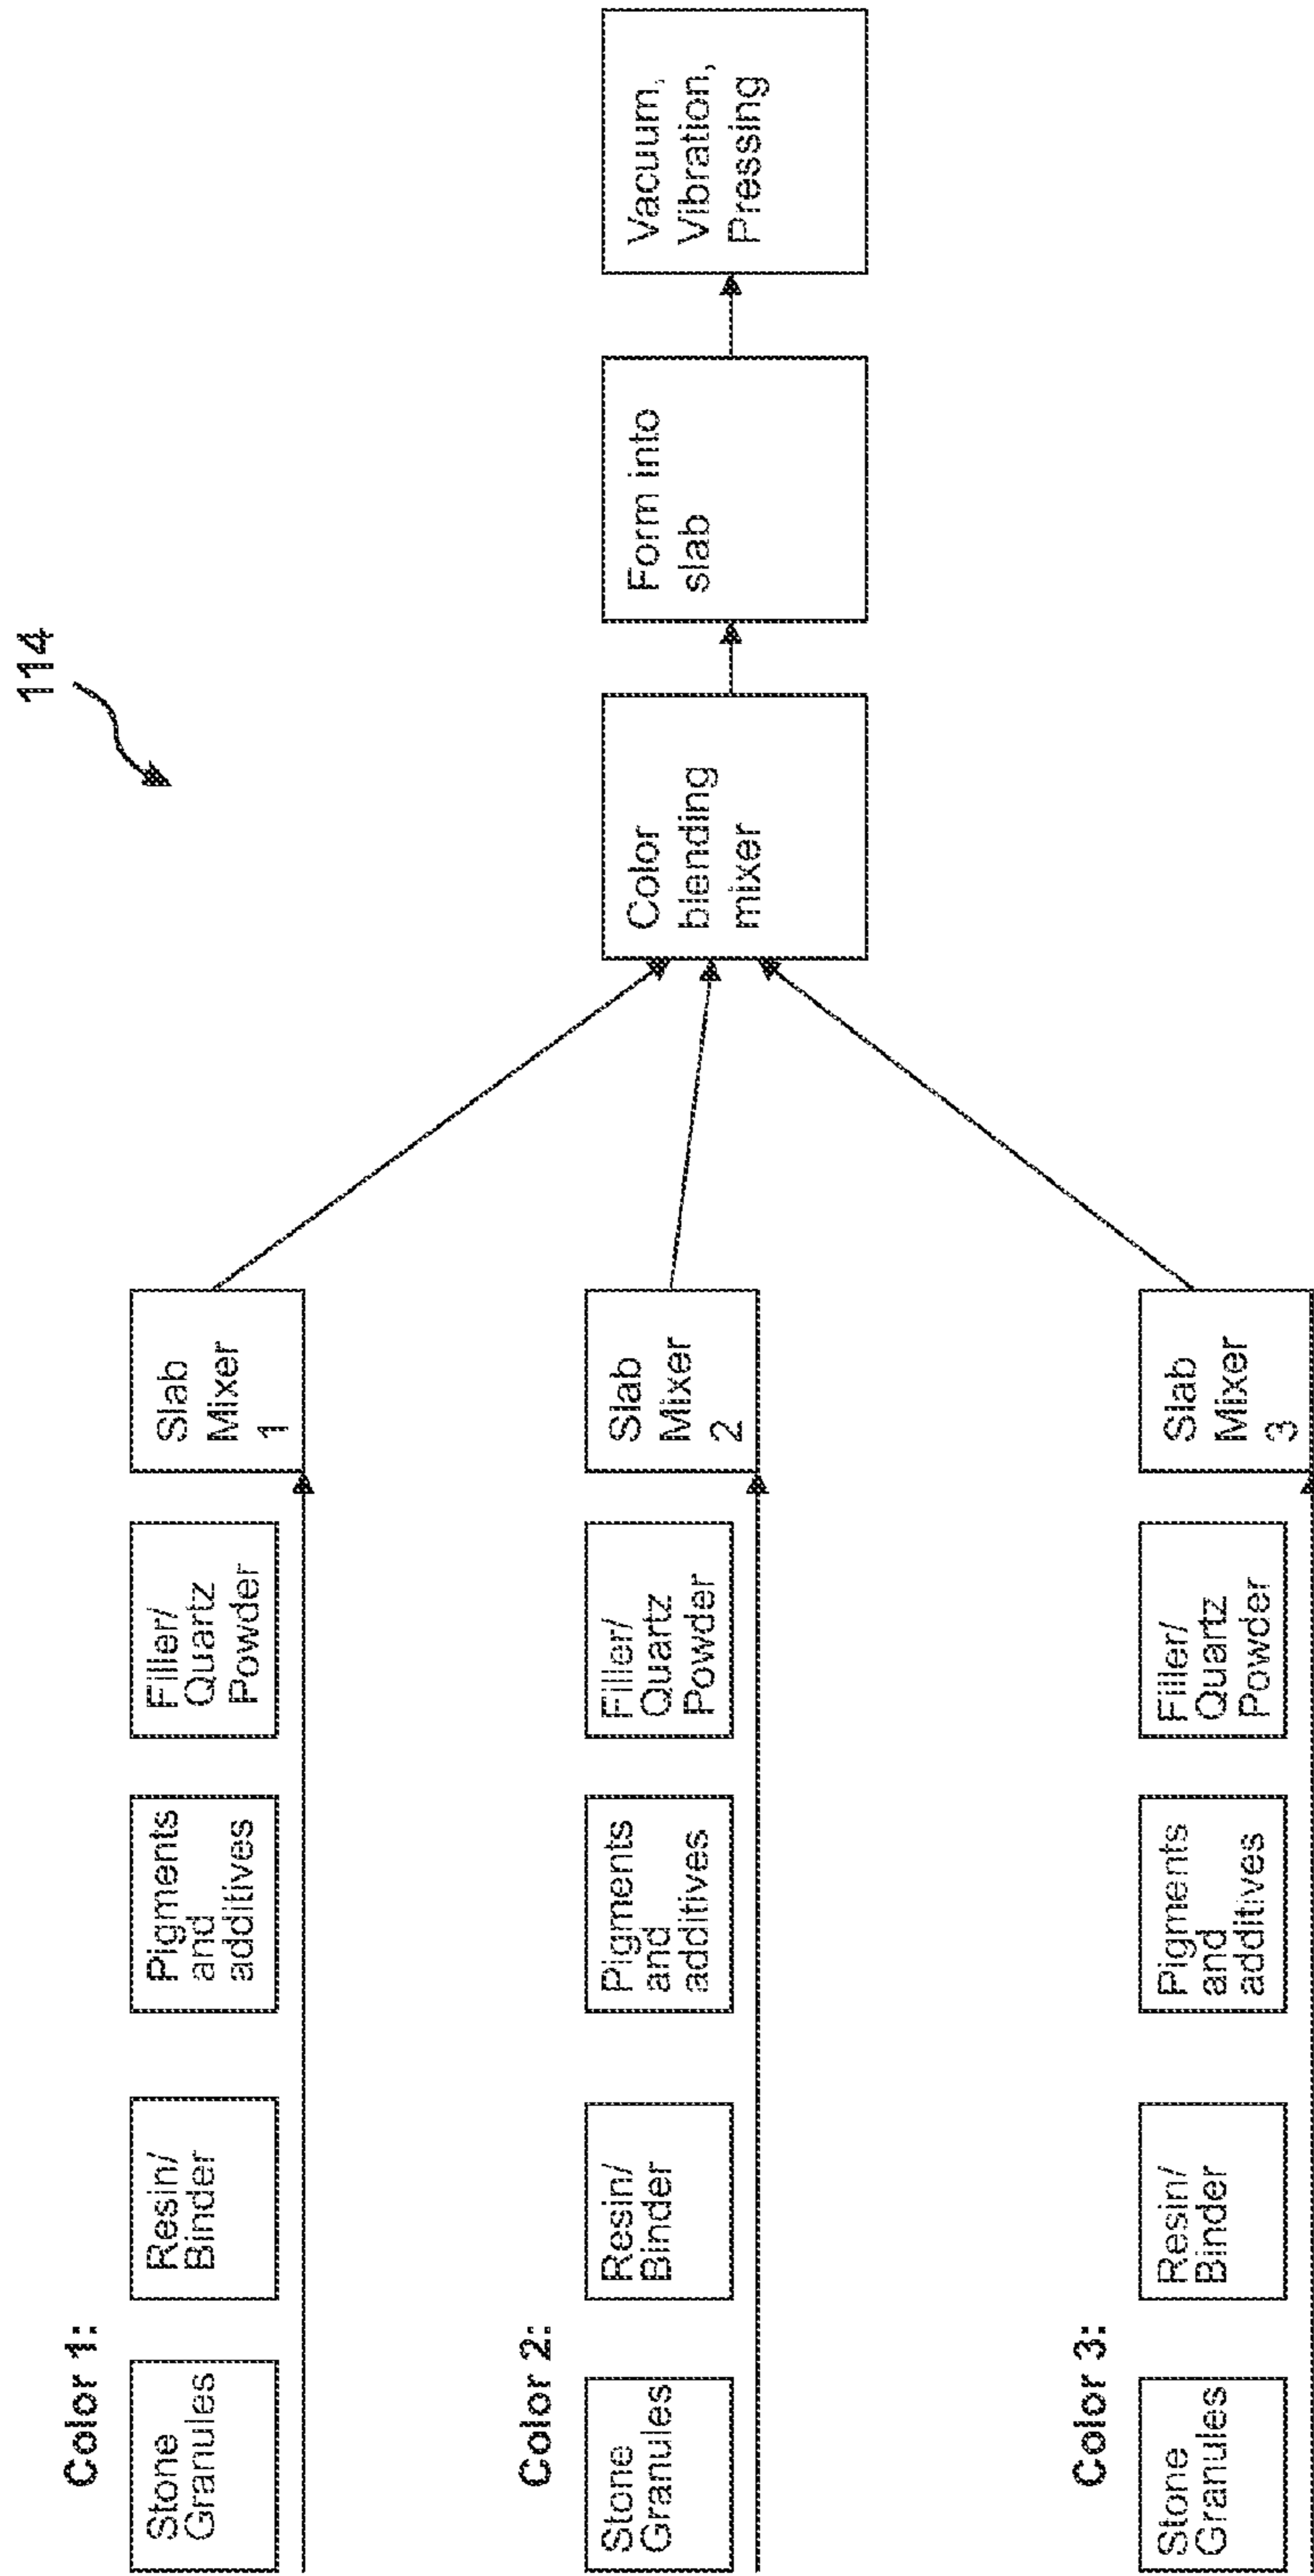 114
Color 1:
Stone
Granules
Resin/
Binder
Pigments
and
additives
Filler/
Quartz
Powder
Slab
Mixer
1
Color 2:
Stone
Granules
Resin/
Binder
Pigments
and
additives
Filler/
Quartz
Powder
Slab
Mixer
2
Color 3:
Stone
Granules
Resin/
Binder
Pigments
and
additives
Filler/
Quartz
Powder
Slab
Mixer
3
Color
blending
mixer
Form into
slab
Vacuum,
Vibration,
Pressing